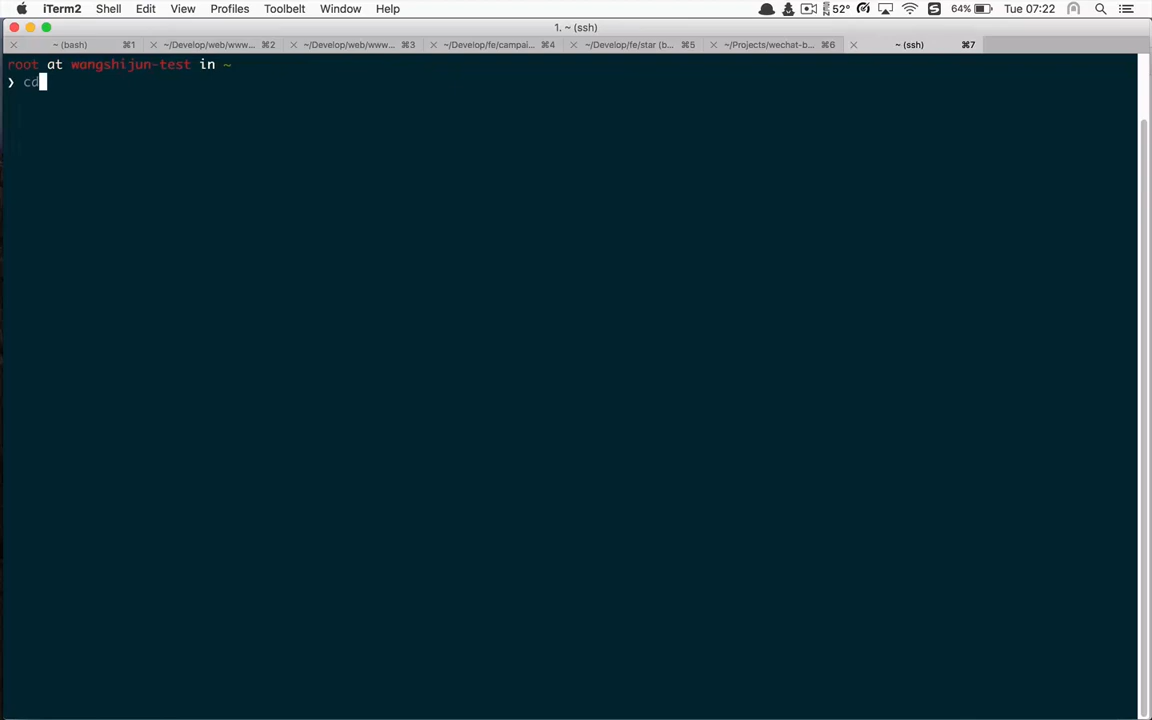 iTerm2 Shell Edit View Profiles Toolbelt Window Help 52° 64% Tue 07:22
1. ~ (ssh)
~ (bash) ⌘1 ~/Develop/web/www... ⌘2 ~/Develop/web/www... ⌘3 ~/Develop/fe/campai... ⌘4 ~/Develop/fe/star (b... ⌘5 ~/Projects/wechat-b... ⌘6 ~ (ssh) ⌘7
root at wangshijun-test in ~
❯ cd